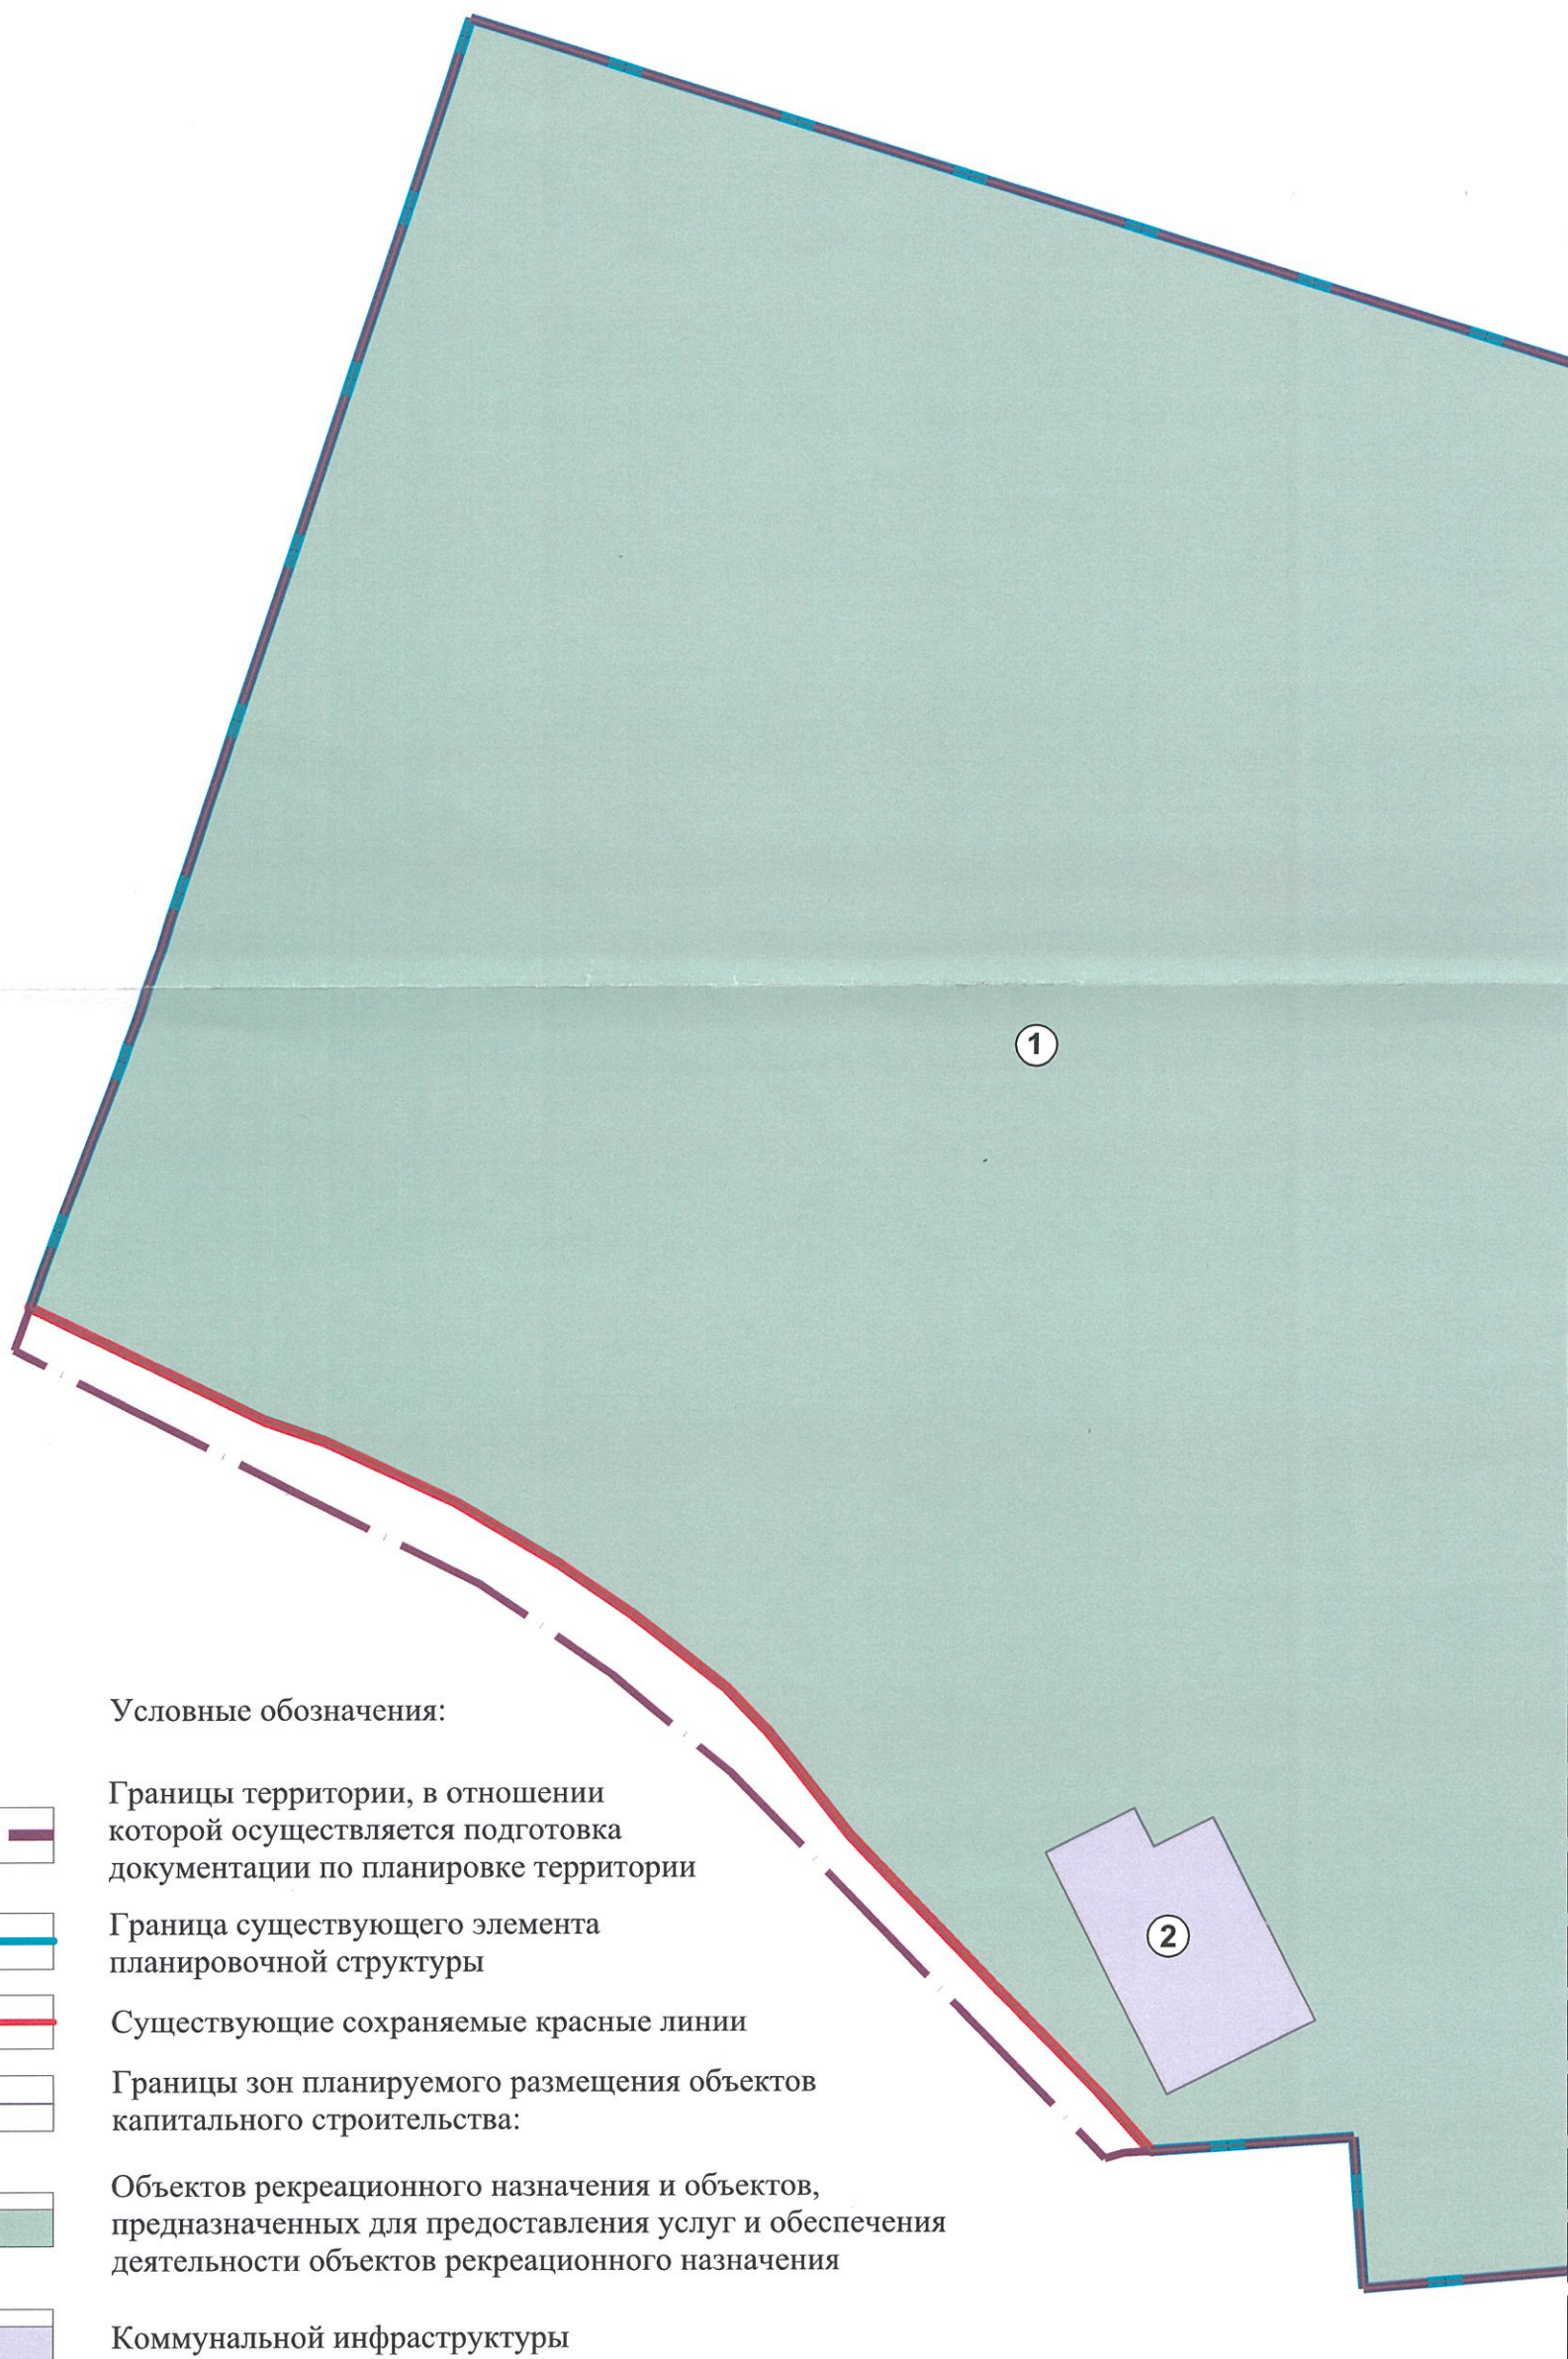 1
2
Условные обозначения:
Границы территории, в отношении
которой осуществляется подготовка
документации по планировке территории
Граница существующего элемента
планировочной структуры
Существующие сохраняемые красные линии
Границы зон планируемого размещения объектов
капитального строительства:
Объектов рекреационного назначения и объектов,
предназначенных для предоставления услуг и обеспечения
деятельности объектов рекреационного назначения
Коммунальной инфраструктуры